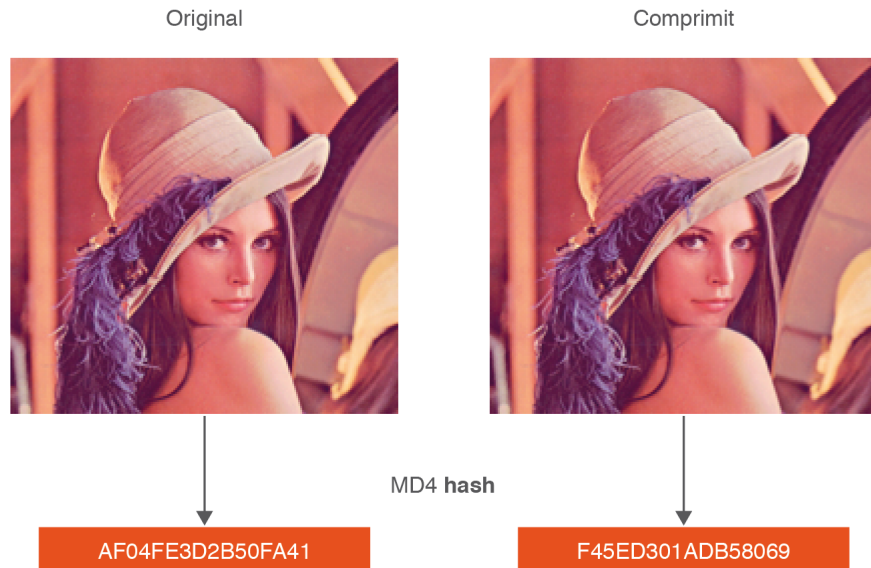 Original
Comprimit
MD4 hash
AF04FE3D2B50FA41
F45ED301ADB58069